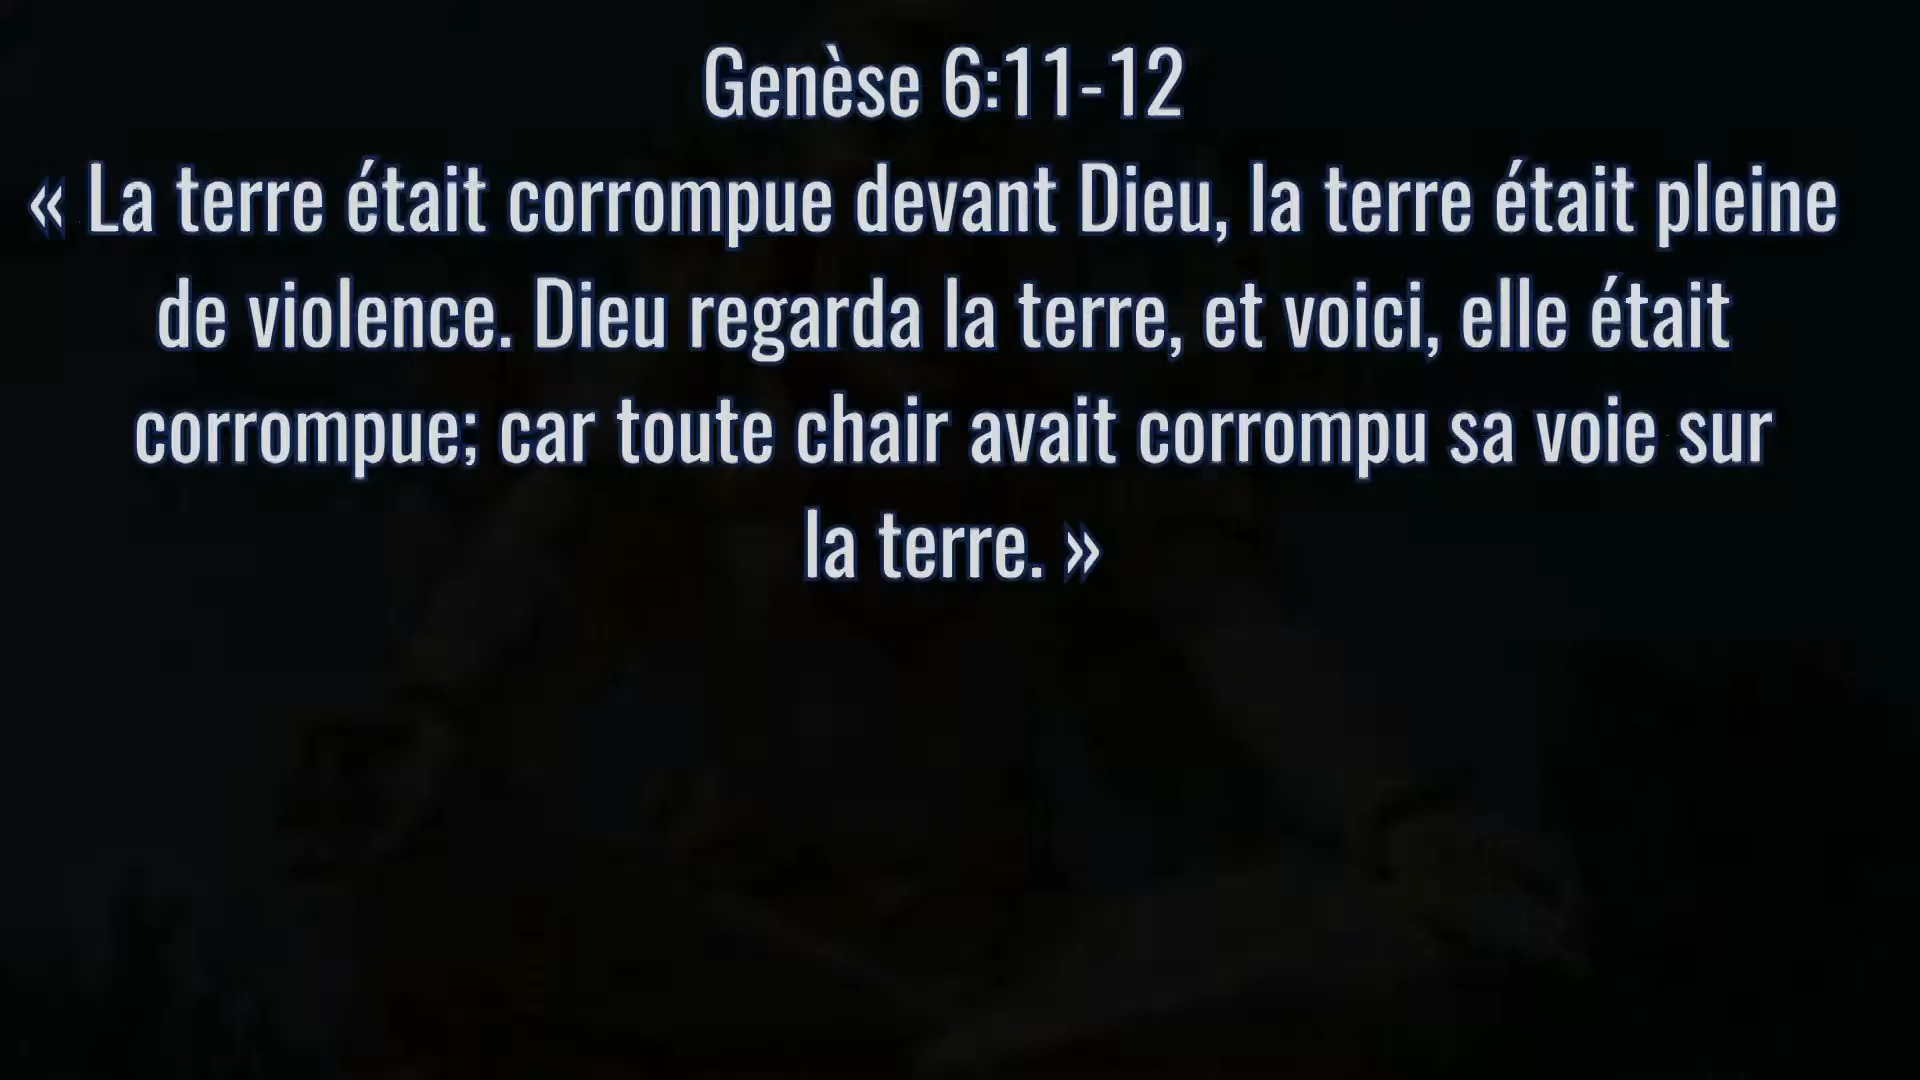 Genèse 6:11-12
« La terre était corrompue devant Dieu, la terre était pleine
de violence. Dieu regarda la terre, et voici, elle était
corrompue; car toute chair avait corrompu sa voie sur
la terre. »